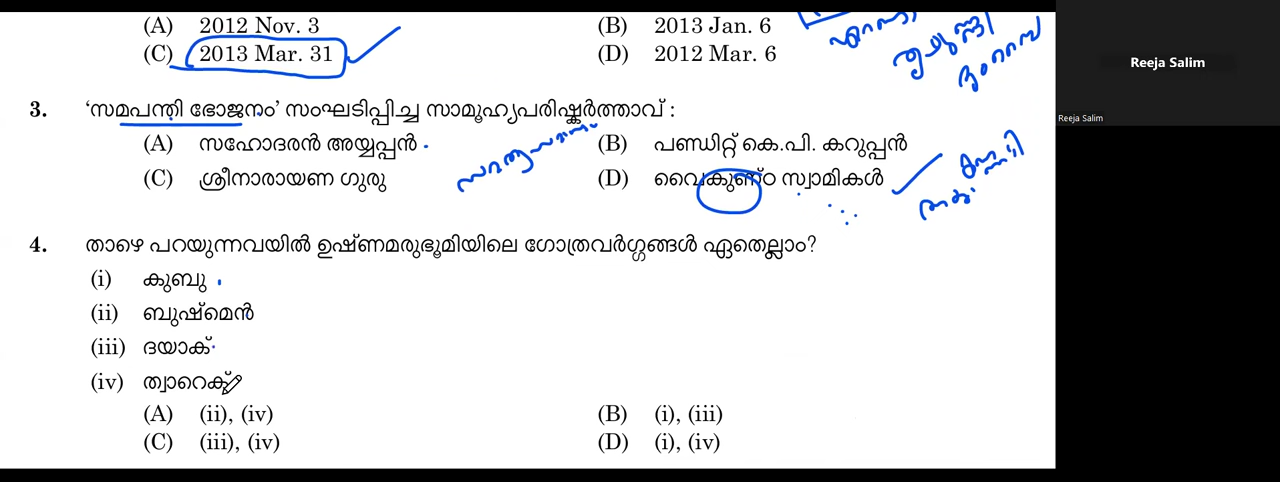 (A) 2012 Nov. 3 (B) 2013 Jan. 6
(C) 2013 Mar. 31 (D) 2012 Mar. 6
3. ‘സമപന്തി ഭോജനം’ സംഘടിപ്പിച്ച സാമൂഹ്യപരിഷ്കർത്താവ് :
(A) സഹോദരൻ അയ്യപ്പൻ (B) പണ്ഡിറ്റ് കെ.പി. കറുപ്പൻ
(C) ശ്രീനാരായണ ഗുരു (D) വൈകുണ്ഠ സ്വാമികൾ
4. താഴെ പറയുന്നവയിൽ ഉഷ്ണമരുഭൂമിയിലെ ഗോത്രവർഗ്ഗങ്ങൾ ഏതെല്ലാം?
(i) കുബു
(ii) ബുഷ്മെൻ
(iii) ദയാക്
(iv) ത്വാറെക്
(A) (ii), (iv) (B) (i), (iii)
(C) (iii), (iv) (D) (i), (iv)
Reeja Salim
Reeja Salim